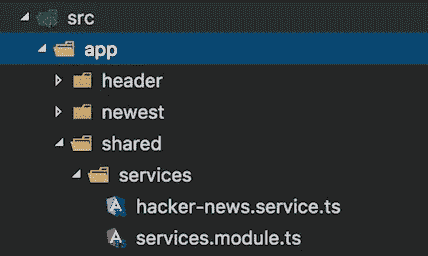 src
app
header
newest
shared
services
hacker-news.service.ts
services.module.ts